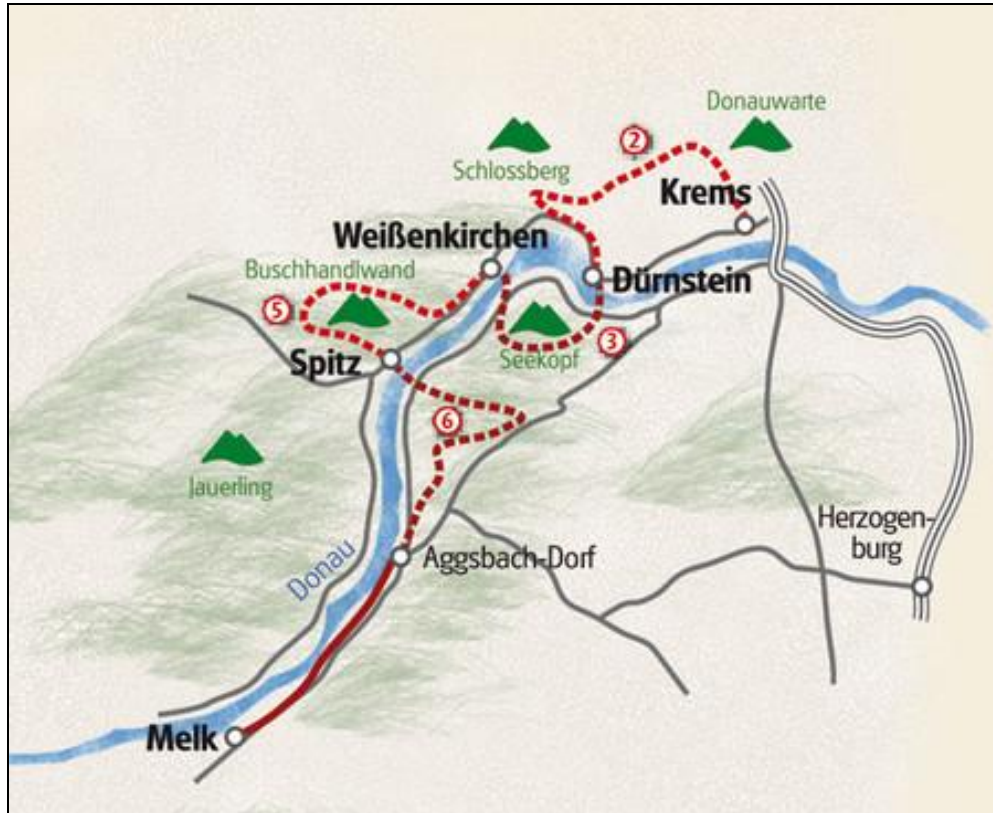 Donauwarte
2
Schlossberg
Krems
Weißenkirchen
Buschhandlwand
Dürnstein
5
3
Seekopf
Spitz
6
Jauerling
Herzogen-
burg
Donau
Aggsbach-Dorf
Melk